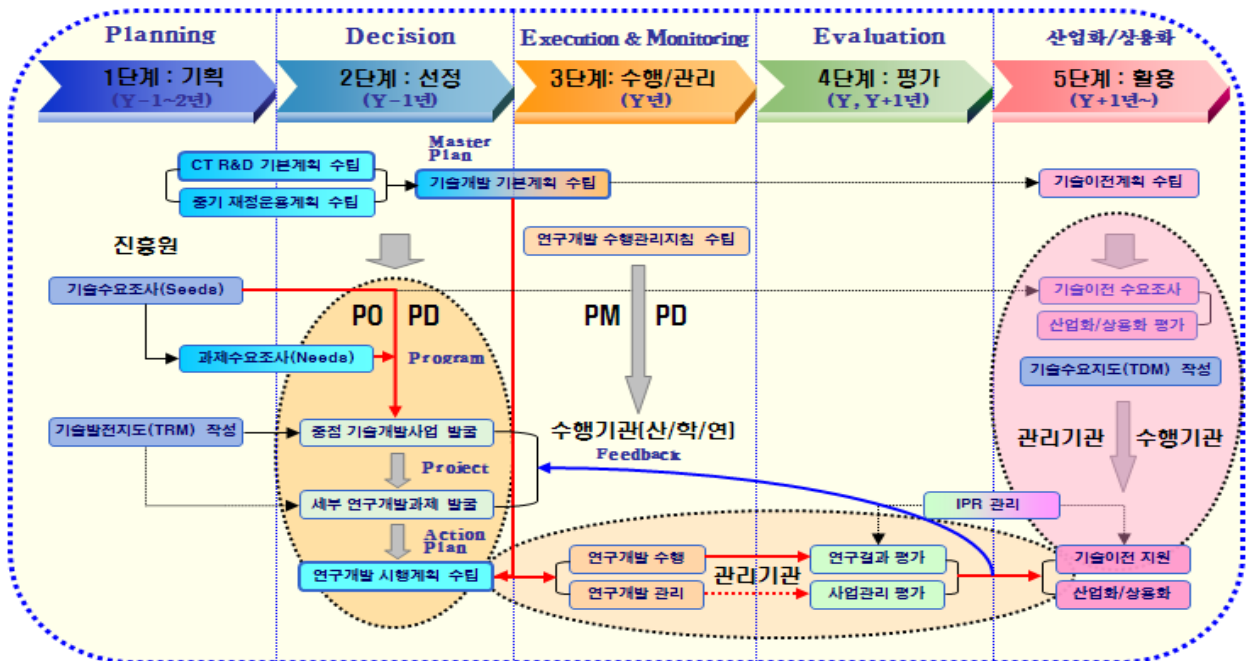 Planning
Decision
Execution & Monitoring
Evaluation
산업화/상용화
1단계 : 기획
(Y-1~2년)
2단계 : 선정
(Y-1년)
3단계: 수행/관리
(Y년)
4단계 : 평가
(Y, Y+1년)
5단계 : 활용
(Y+1년~)
Master
Plan
CT R&D 기본계획 수립
중기 재정운용계획 수립
기술개발 기본계획 수립
기술이전계획 수립
진흥원
연구개발 수행관리지침 수립
기술수요조사(Seeds)
PO
PD
PM
PD
기술이전 수요조사
산업화/상용화 평가
과제수요조사(Needs)
Program
기술수요지도(TDM) 작성
기술발전지도(TRM) 작성
중점 기술개발사업 발굴
수행기관(산/학/연)
Feedback
관리기관
수행기관
Project
세부 연구개발과제 발굴
IPR 관리
Action
Plan
연구개발 시행계획 수립
연구개발 수행
연구개발 관리
관리기관
연구결과 평가
사업관리 평가
기술이전 지원
산업화/상용화